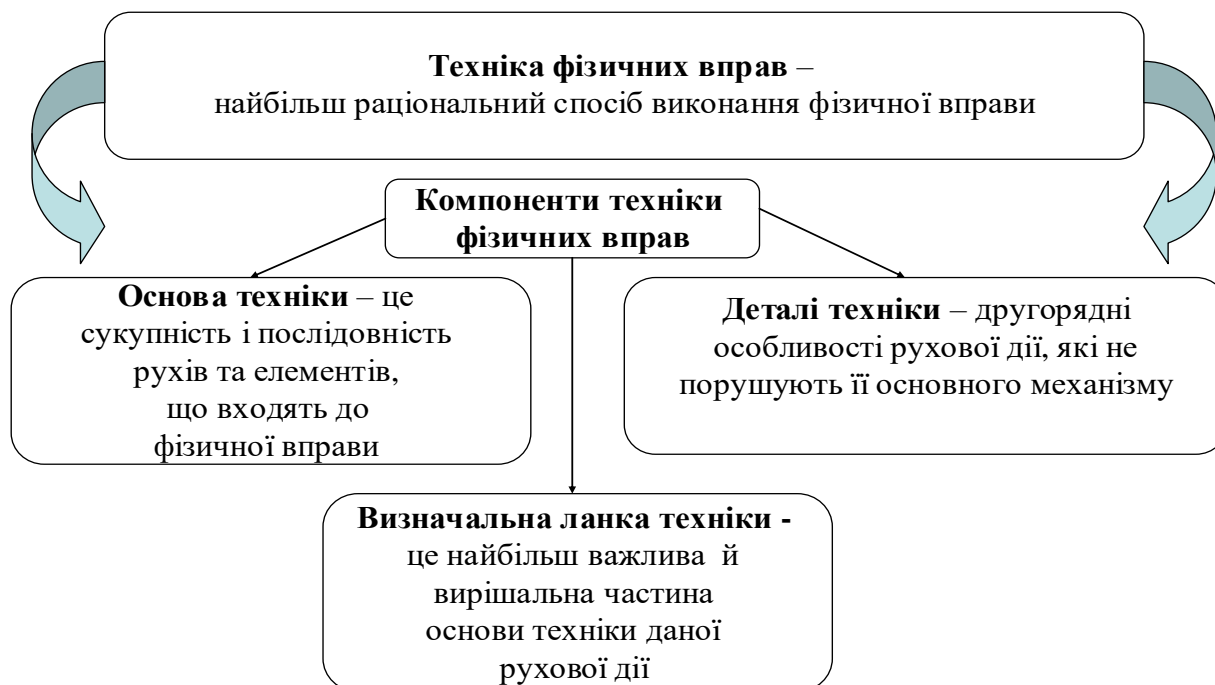 Техніка фізичних вправ –
найбільш раціональний спосіб виконання фізичної вправи
Компоненти техніки
фізичних вправ
Основа техніки – це
сукупність і послідовність
рухів та елементів,
що входять до
фізичної вправи
Деталі техніки – другорядні
особливості рухової дії, які не
порушують її основного механізму
Визначальна ланка техніки -
це найбільш важлива й
вирішальна частина
основи техніки даної
рухової дії